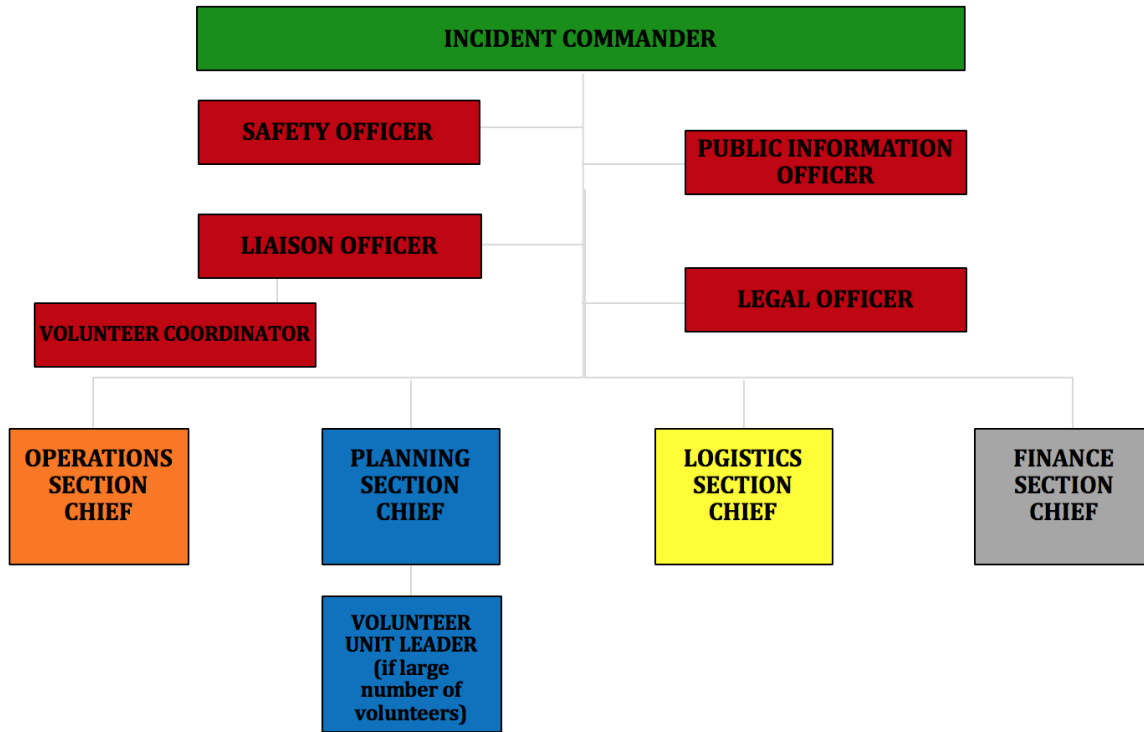 INCIDENT COMMANDER
SAFETY OFFICER
PUBLIC INFORMATION
OFFICER
LIAISON OFFICER
LEGAL OFFICER
VOLUNTEER COORDINATOR
OPERATIONS
SECTION
CHIEF
PLANNING
SECTION
CHIEF
LOGISTICS
SECTION
CHIEF
FINANCE
SECTION
CHIEF
VOLUNTEER
UNIT LEADER
(if large
number of
volunteers)